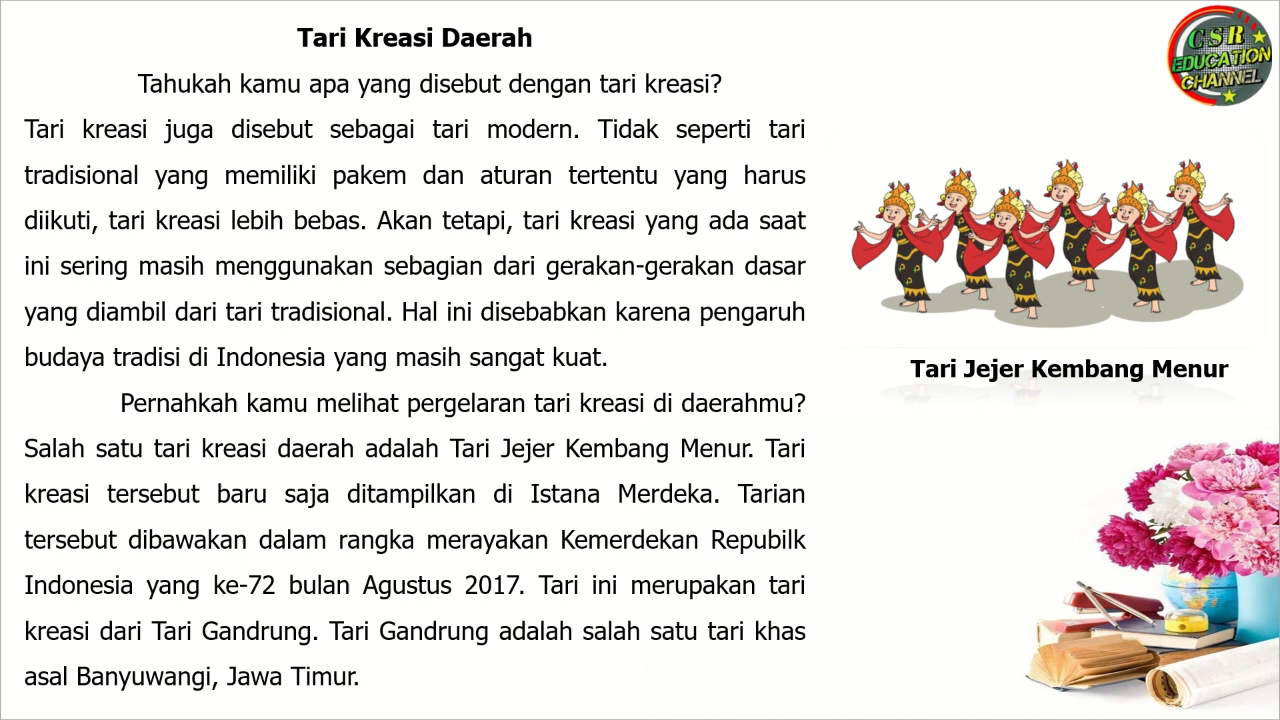 Tari Kreasi Daerah
Tahukah kamu apa yang disebut dengan tari kreasi?
Tari kreasi juga disebut sebagai tari modern. Tidak seperti tari
tradisional yang memiliki pakem dan aturan tertentu yang harus
diikuti, tari kreasi lebih bebas. Akan tetapi, tari kreasi yang ada saat
ini sering masih menggunakan sebagian dari gerakan-gerakan dasar
yang diambil dari tari tradisional. Hal ini disebabkan karena pengaruh
budaya tradisi di Indonesia yang masih sangat kuat.
Pernahkah kamu melihat pergelaran tari kreasi di daerahmu?
Salah satu tari kreasi daerah adalah Tari Jejer Kembang Menur. Tari
kreasi tersebut baru saja ditampilkan di Istana Merdeka. Tarian
tersebut dibawakan dalam rangka merayakan Kemerdekan Repubilk
Indonesia yang ke-72 bulan Agustus 2017. Tari ini merupakan tari
kreasi dari Tari Gandrung. Tari Gandrung adalah salah satu tari khas
asal Banyuwangi, Jawa Timur.
CSR
EDUCATION
CHANNEL
Tari Jejer Kembang Menur